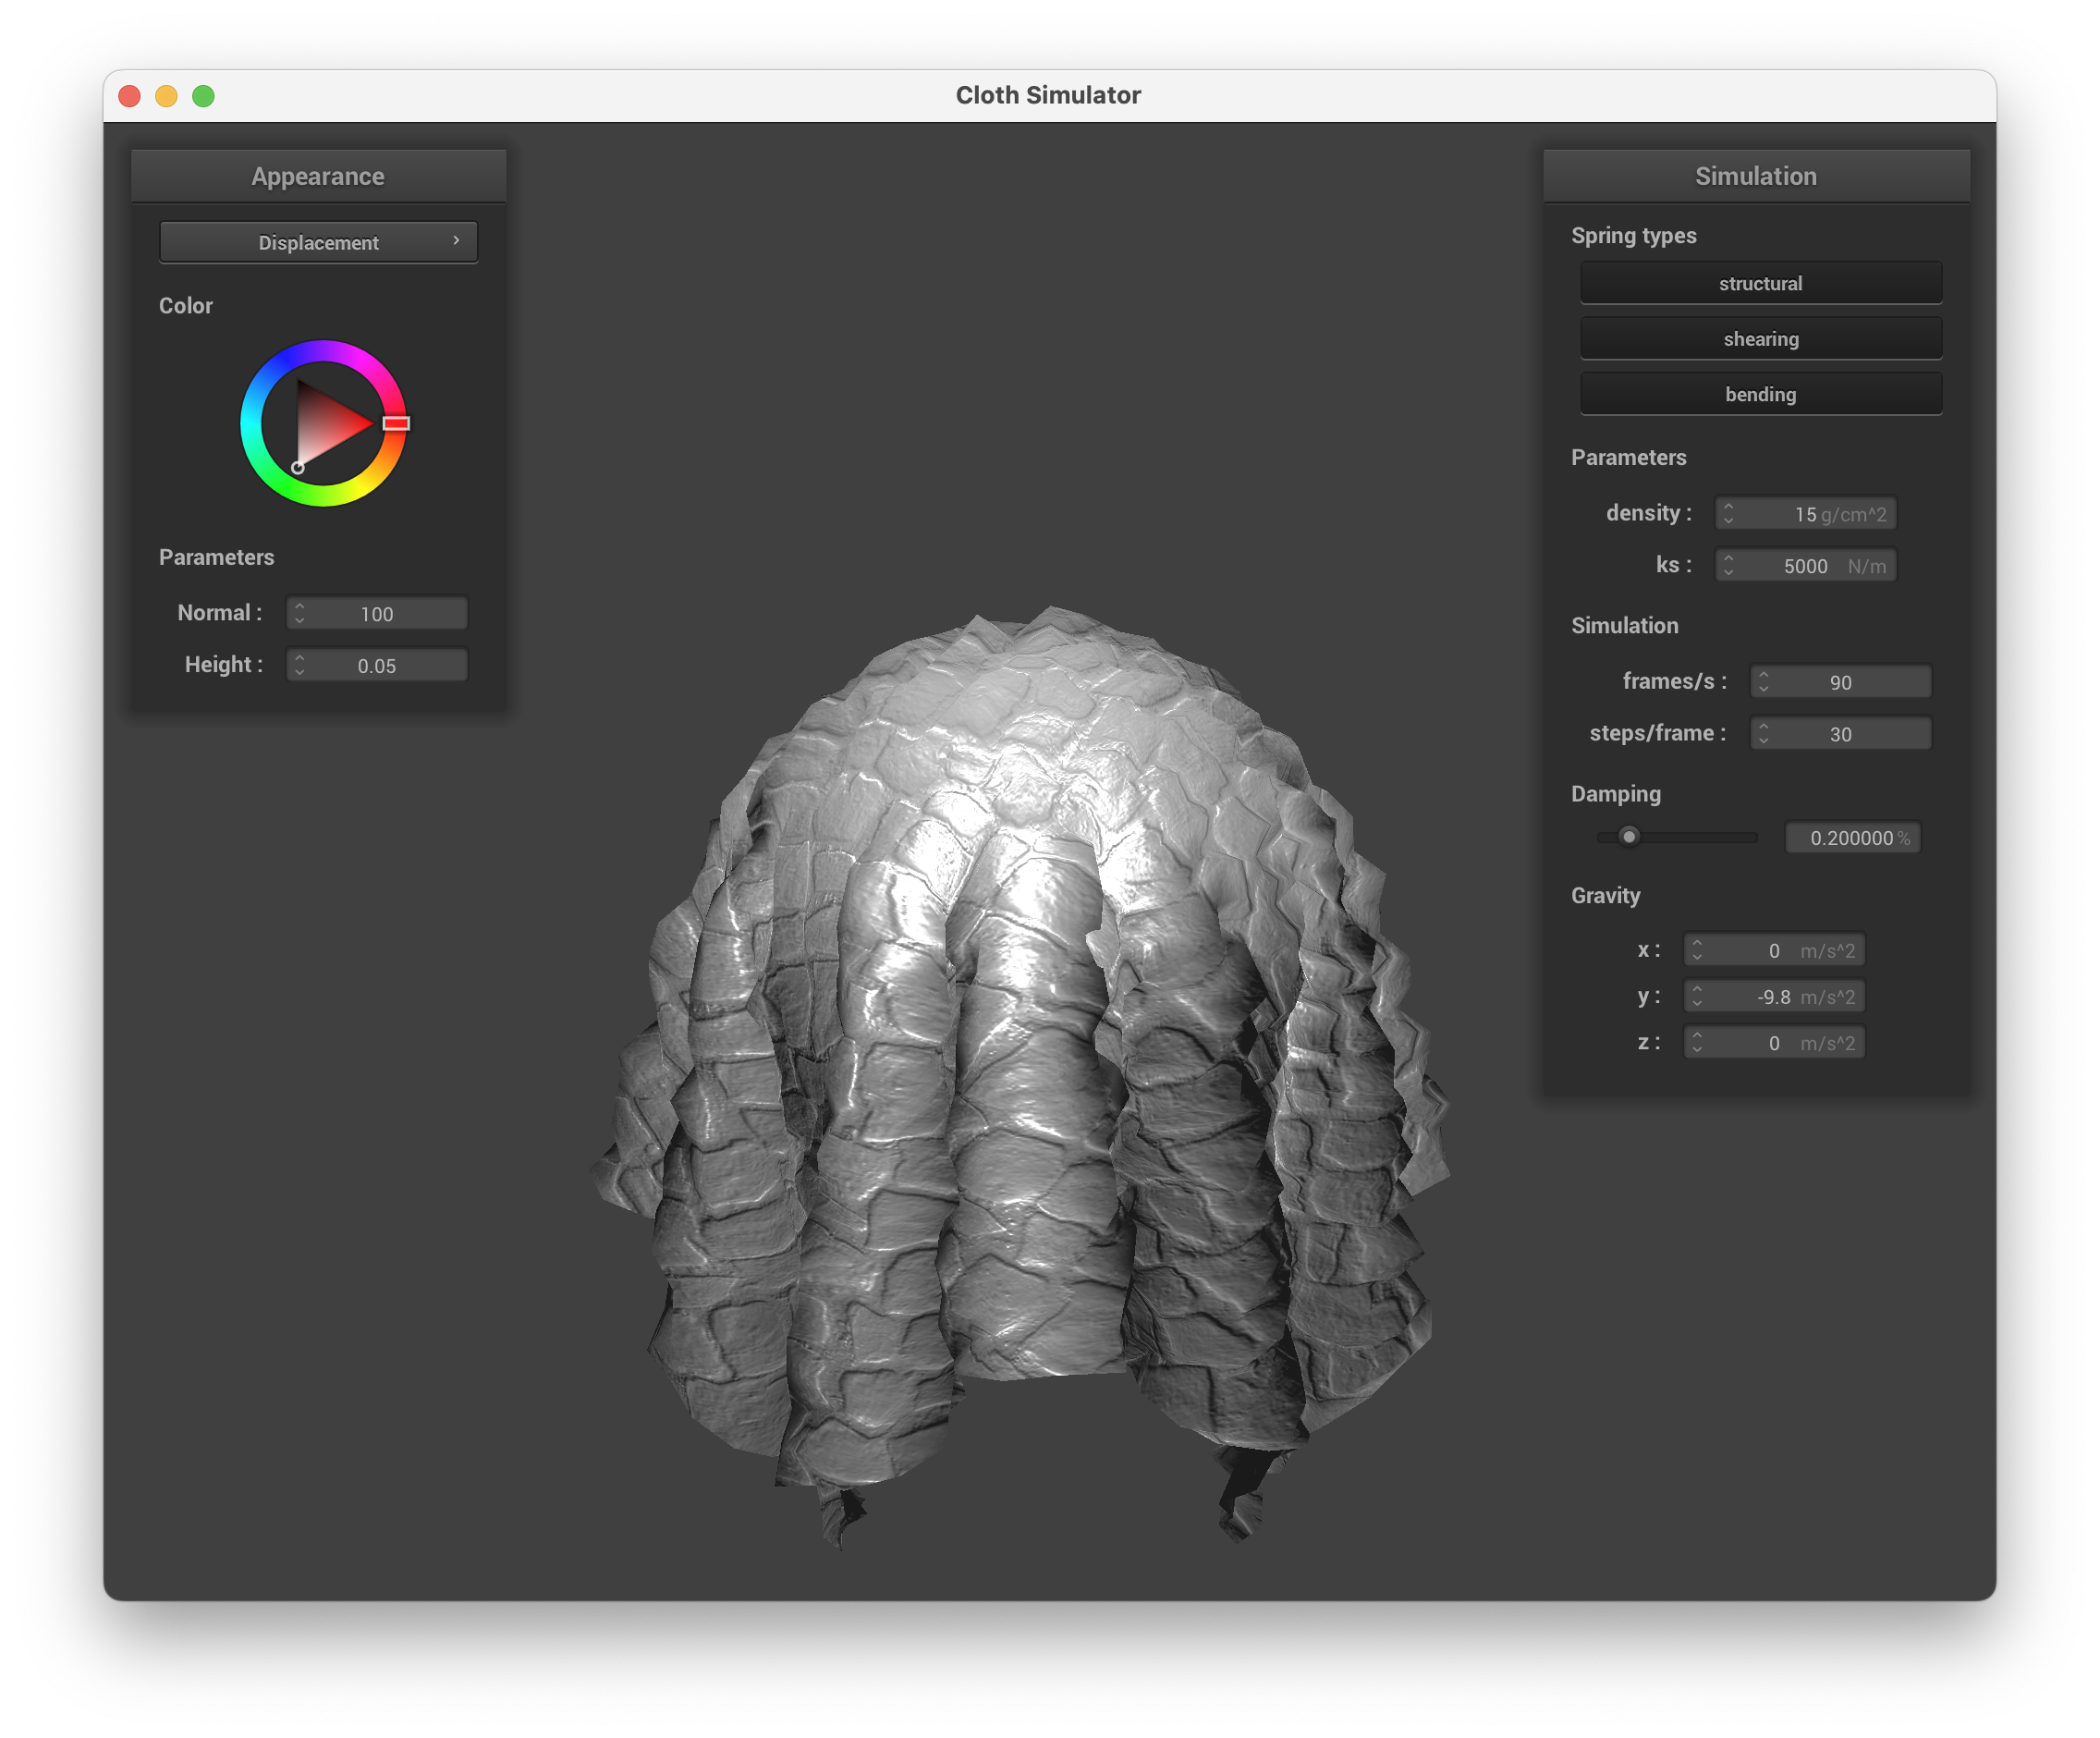 Cloth Simulator
Appearance
Displacement
Color
Parameters
Normal : 100
Height : 0.05
Simulation
Spring types
structural
shearing
bending
Parameters
density : 15 g/cm^2
ks : 5000 N/m
Simulation
frames/s : 90
steps/frame : 30
Damping
0.200000 %
Gravity
x : 0 m/s^2
y : -9.8 m/s^2
z : 0 m/s^2